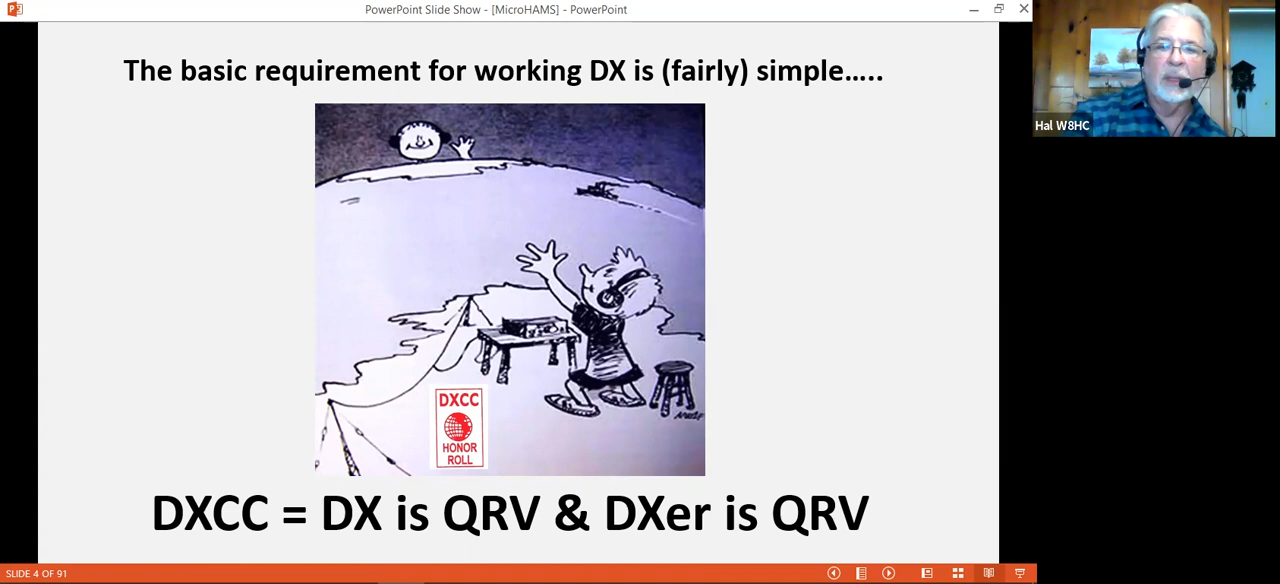 PowerPoint Slide Show - [MicroHAMS] - PowerPoint
The basic requirement for working DX is (fairly) simple.....
Hal W8HC
DXCC
HONOR
ROLL
DXCC = DX is QRV & DXer is QRV
SLIDE 4 OF 91